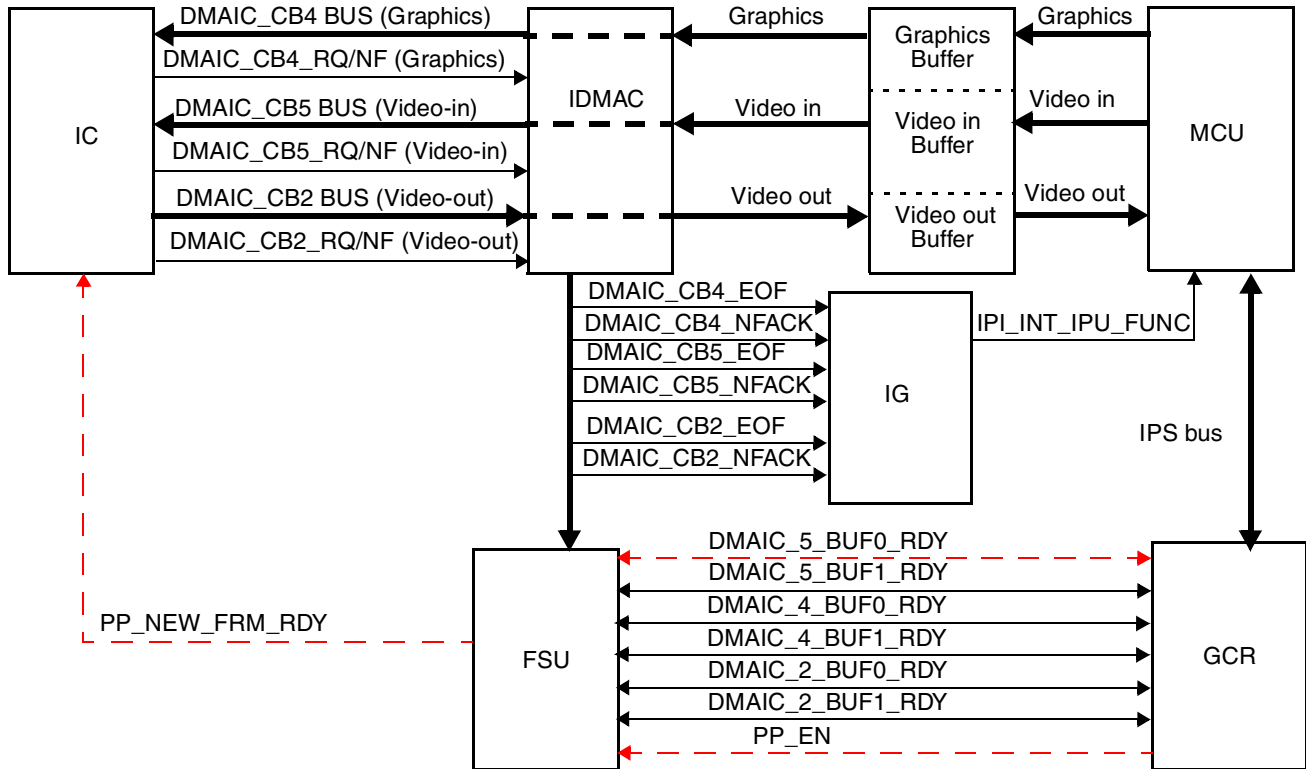 DMAIC_CB4 BUS (Graphics)
Graphics
Graphics
DMAIC_CB4_RQ/NF (Graphics)
Graphics
Buffer
IDMAC
DMAIC_CB5 BUS (Video-in)
Video in
Video in
IC
Video in
Buffer
MCU
DMAIC_CB5_RQ/NF (Video-in)
DMAIC_CB2 BUS (Video-out)
Video out
Video out
Video out
Buffer
DMAIC_CB2_RQ/NF (Video-out)
DMAIC_CB4_EOF
DMAIC_CB4_NFACK
IPI_INT_IPU_FUNC
DMAIC_CB5_EOF
DMAIC_CB5_NFACK
IG
DMAIC_CB2_EOF
IPS bus
DMAIC_CB2_NFACK
DMAIC_5_BUF0_RDY
DMAIC_5_BUF1_RDY
DMAIC_4_BUF0_RDY
PP_NEW_FRM_RDY
DMAIC_4_BUF1_RDY
FSU
GCR
DMAIC_2_BUF0_RDY
DMAIC_2_BUF1_RDY
PP_EN